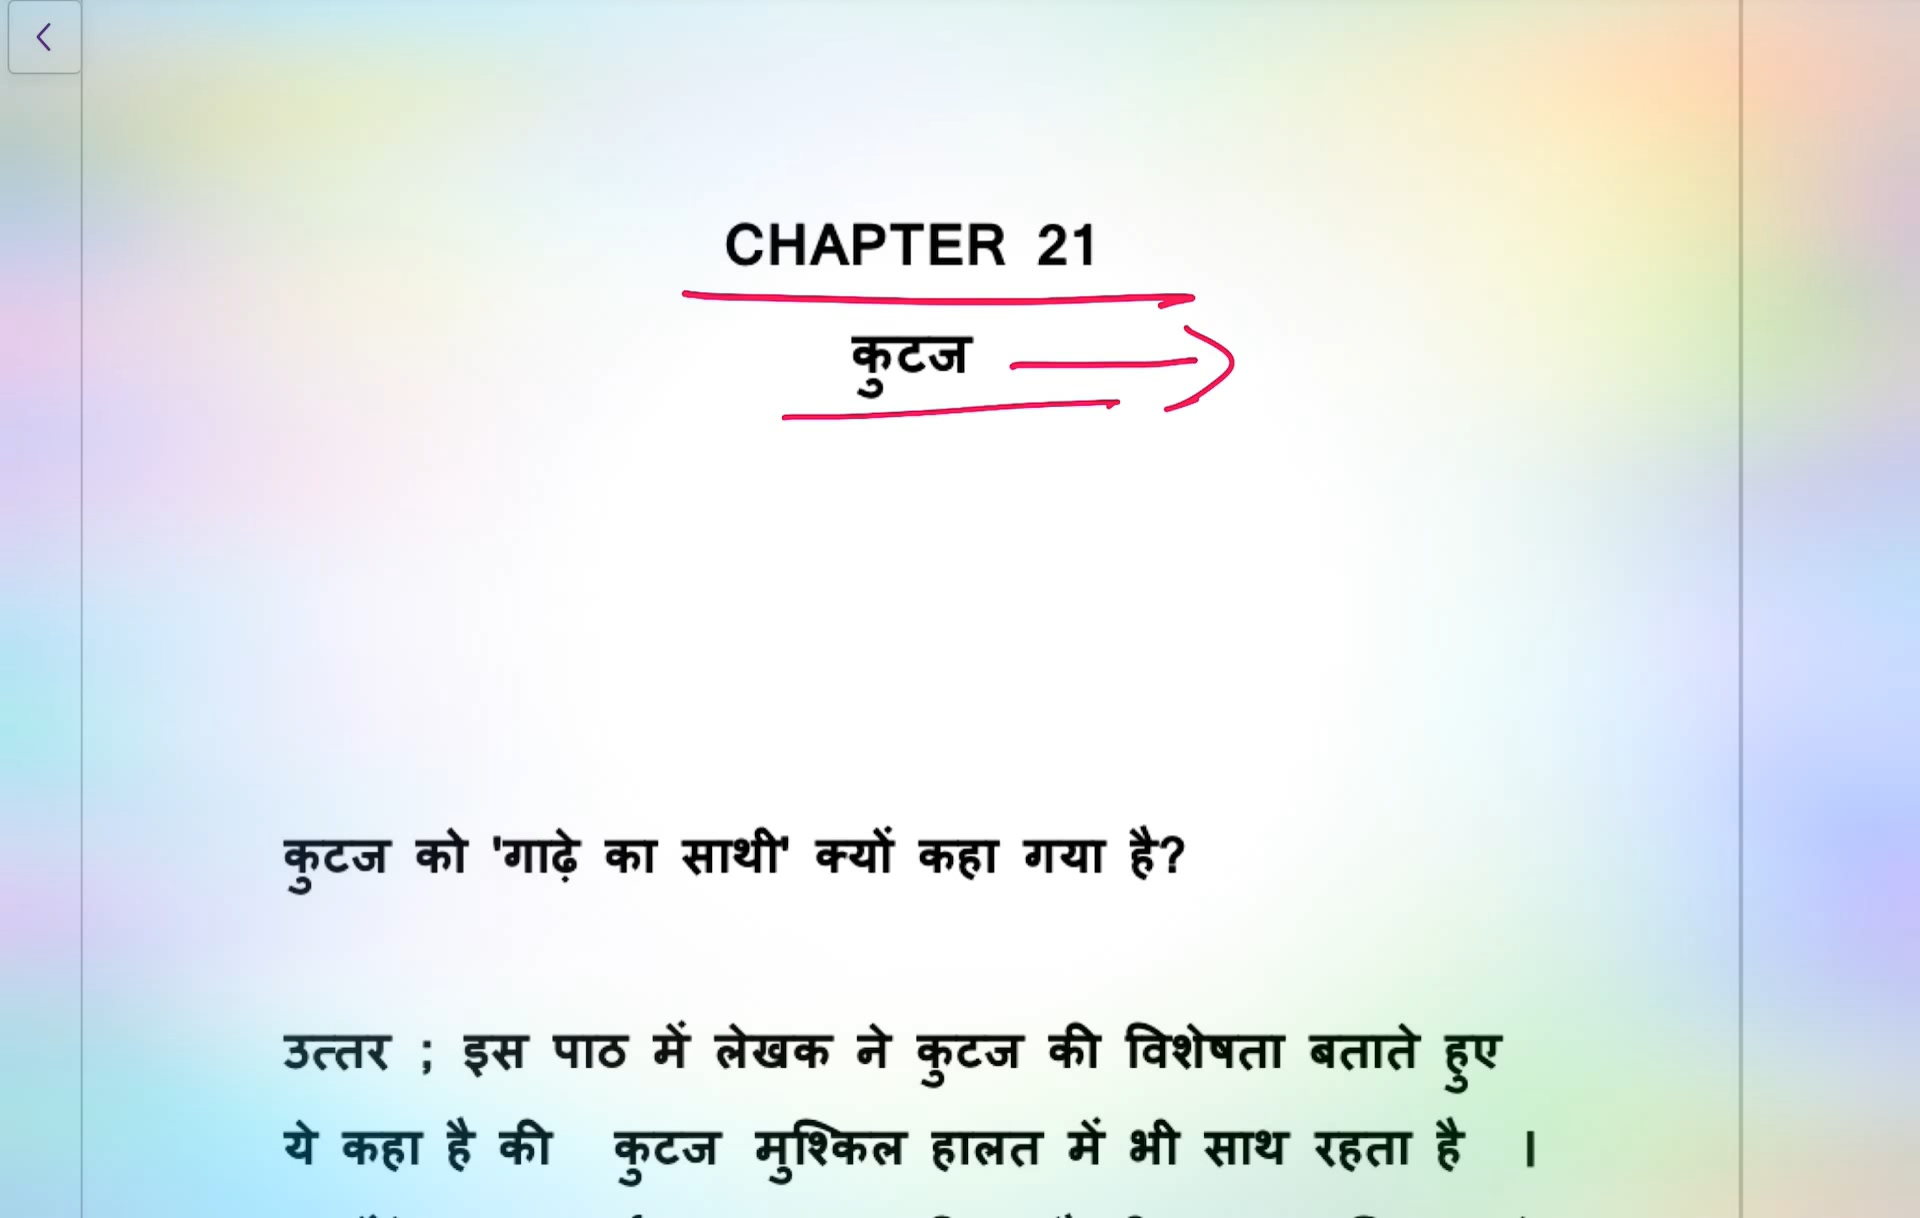 CHAPTER 21
कुटज
कुटज को 'गाढ़े का साथी' क्यों कहा गया है?
उत्तर ; इस पाठ में लेखक ने कुटज की विशेषता बताते हुए
ये कहा है की कुटज मुश्किल हालत में भी साथ रहता है ।